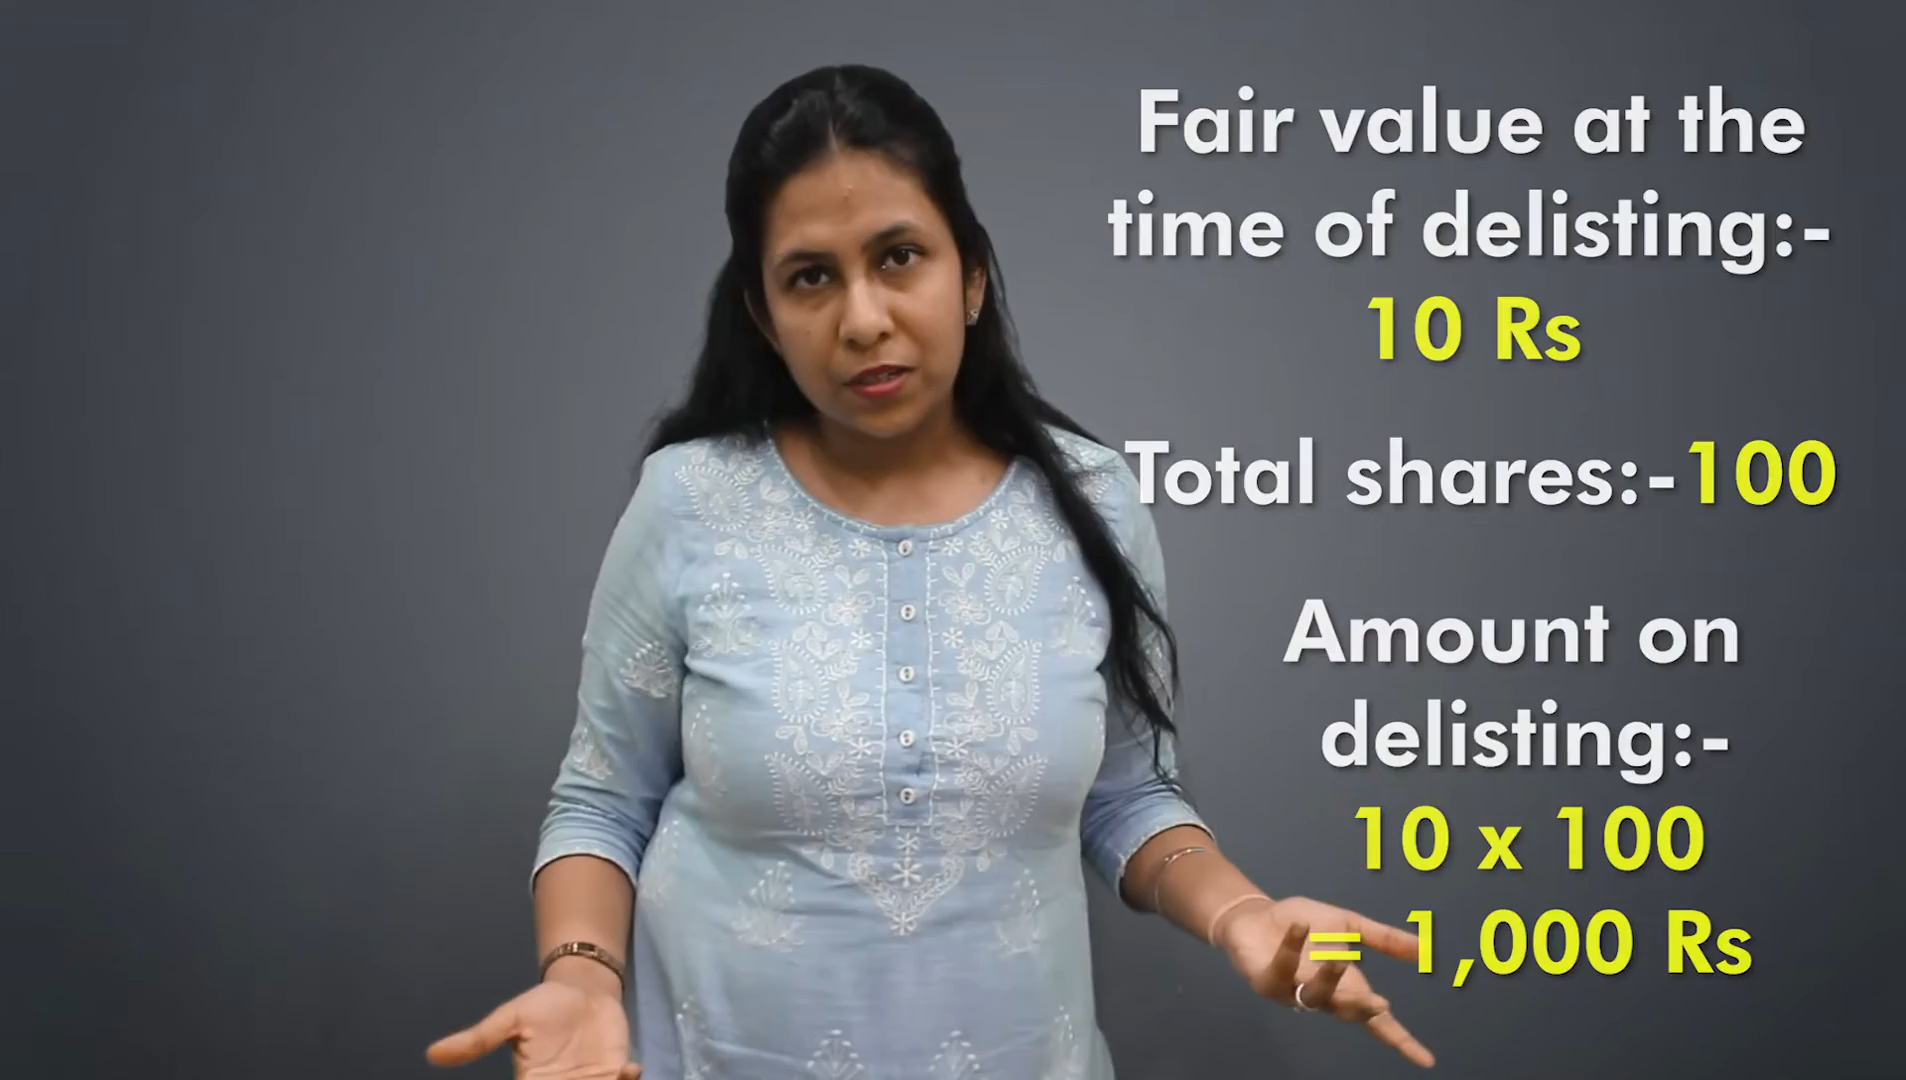 Fair value at the
time of delisting:-
10 Rs
Total shares:-100
Amount on
delisting:-
10 x 100
= 1,000 Rs